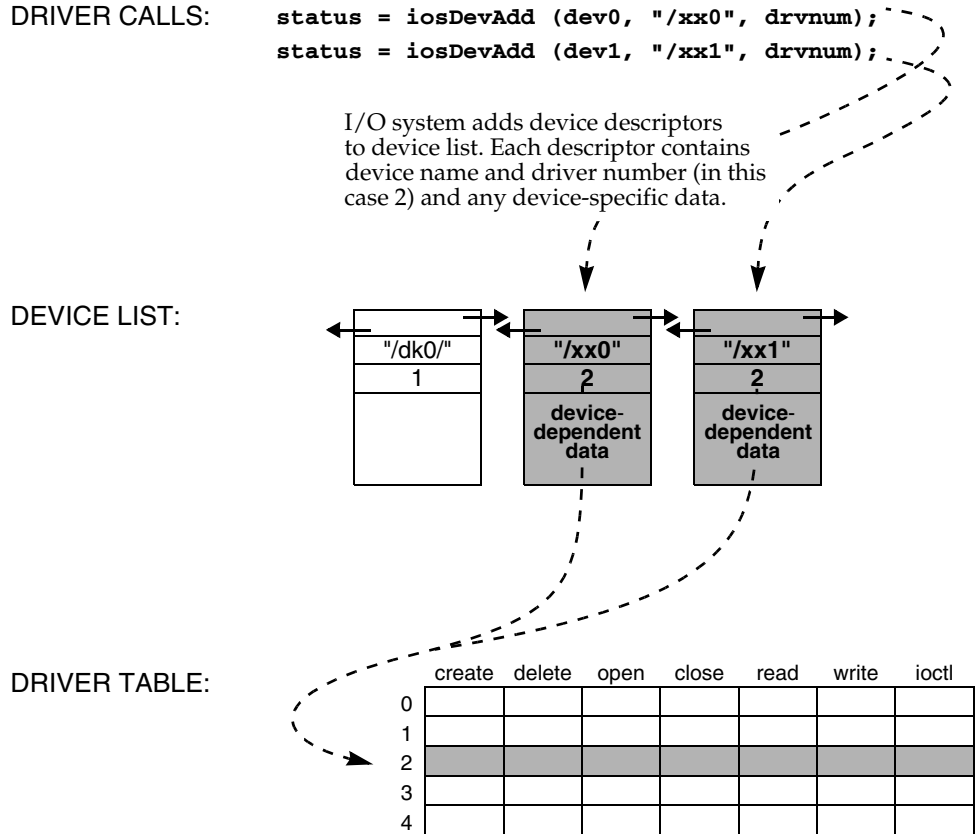 DRIVER CALLS: status = iosDevAdd (dev0, "/xx0", drvnum);
status = iosDevAdd (dev1, "/xx1", drvnum);
I/O system adds device descriptors
to device list. Each descriptor contains
device name and driver number (in this
case 2) and any device-specific data.
DEVICE LIST:
"/dk0/" "/xx0" "/xx1"
1 2 2
device- device-
dependent dependent
data data
DRIVER TABLE: create delete open close read write ioctl
0
1
2
3
4